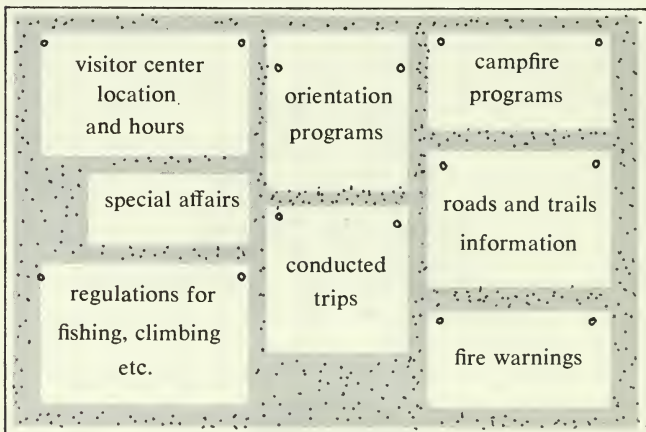 visitor center
location
and hours
special affairs
regulations for
fishing, climbing
etc.
orientation
programs
conducted
trips
campfire
programs
roads and trails
information
fire warnings